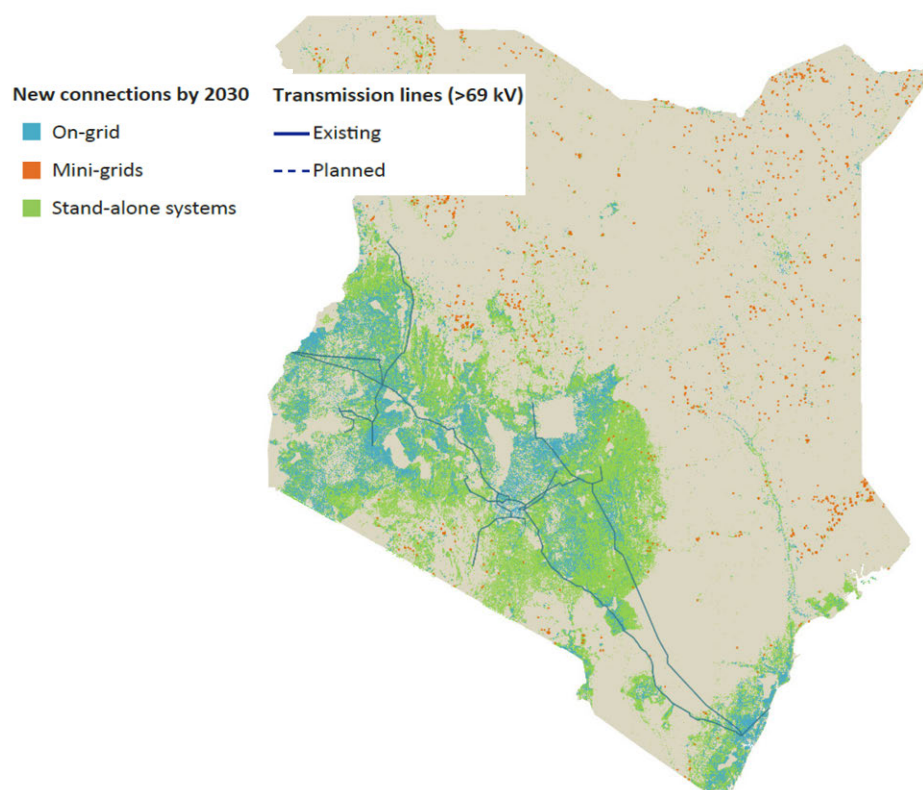 New connections by 2030
On-grid
Mini-grids
Stand-alone systems
Transmission lines (>69 kV)
Existing
Planned